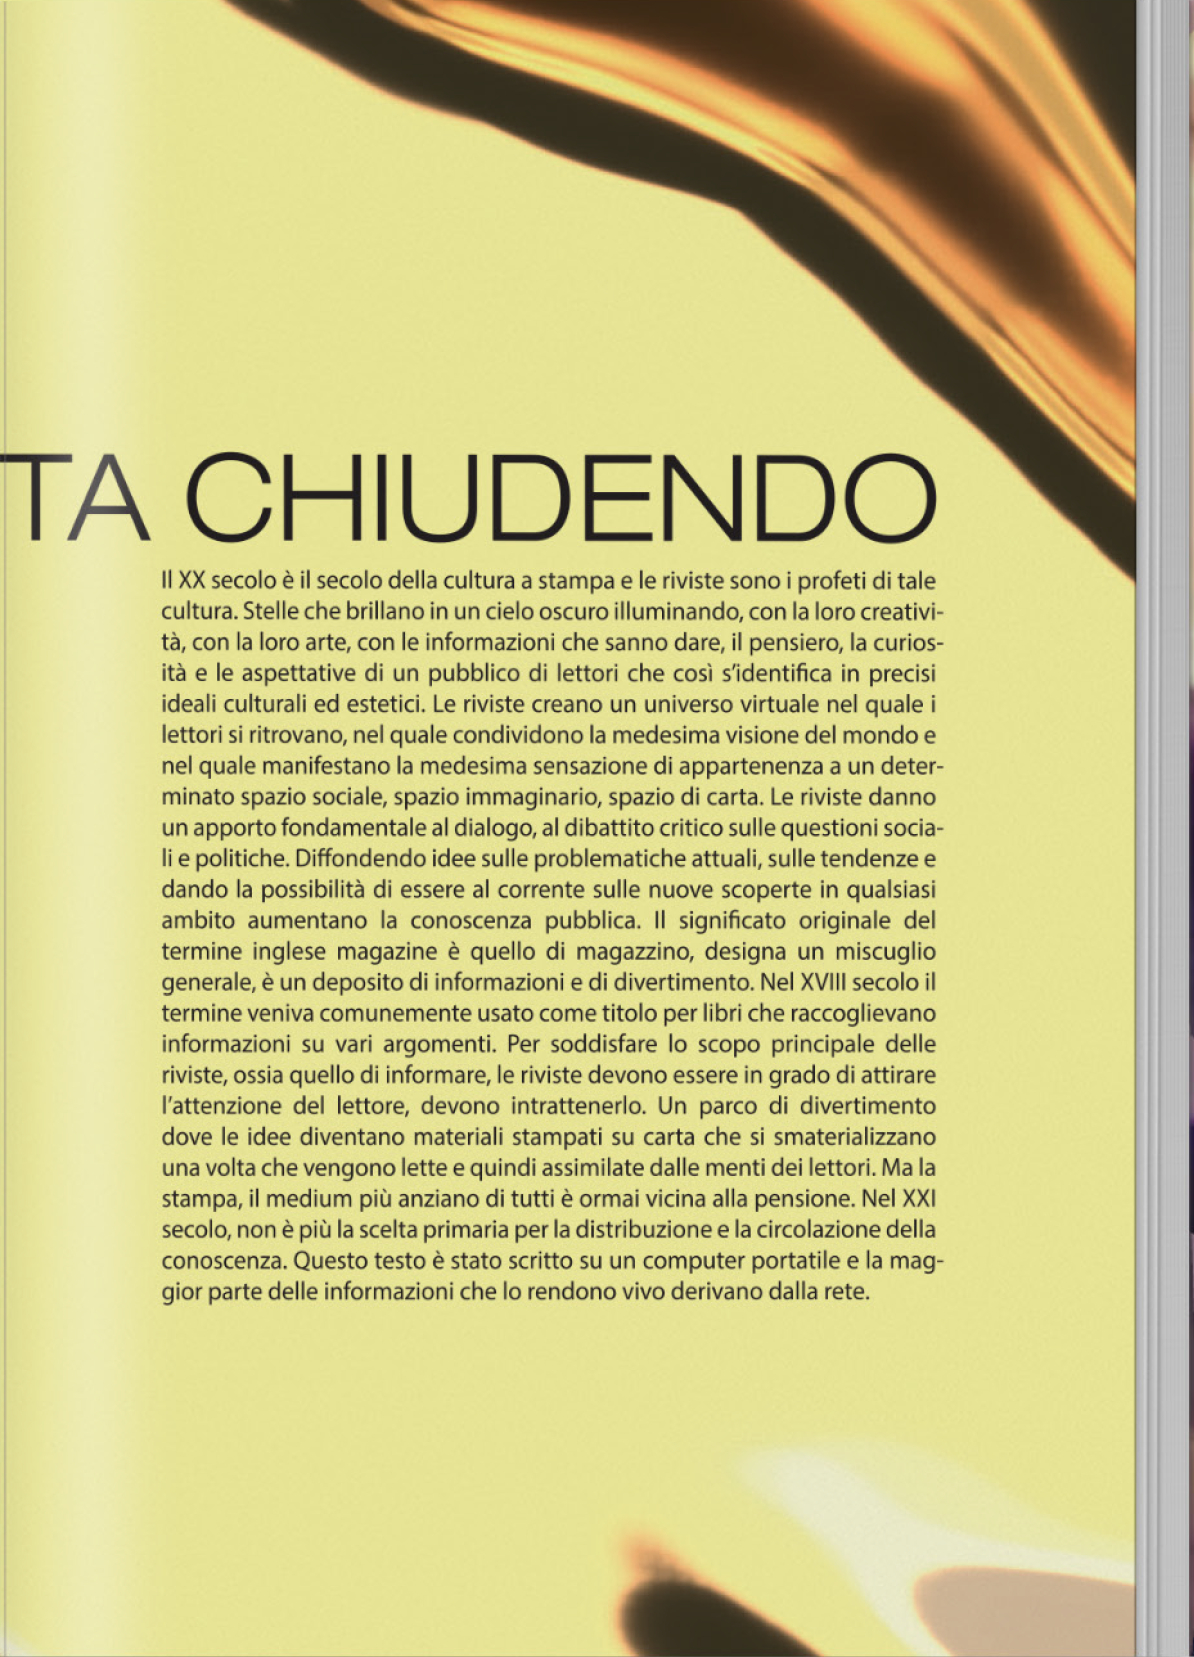 TA CHIUDENDO
Il XX secolo è il secolo della cultura a stampa e le riviste sono i profeti di tale
cultura. Stelle che brillano in un cielo oscuro illuminando, con la loro creativi-
tà, con la loro arte, con le informazioni che sanno dare, il pensiero, la curios-
ità e le aspettative di un pubblico di lettori che così s'identifica in precisi
ideali culturali ed estetici. Le riviste creano un universo virtuale nel quale i
lettori si ritrovano, nel quale condividono la medesima visione del mondo e
nel quale manifestano la medesima sensazione di appartenenza a un deter-
minato spazio sociale, spazio immaginario, spazio di carta. Le riviste danno
un apporto fondamentale al dialogo, al dibattito critico sulle questioni socia-
li e politiche. Diffondendo idee sulle problematiche attuali, sulle tendenze e
dando la possibilità di essere al corrente sulle nuove scoperte in qualsiasi
ambito aumentano la conoscenza pubblica. Il significato originale del
termine inglese magazine è quello di magazzino, designa un miscuglio
generale, è un deposito di informazioni e di divertimento. Nel XVIII secolo il
termine veniva comunemente usato come titolo per libri che raccoglievano
informazioni su vari argomenti. Per soddisfare lo scopo principale delle
riviste, ossia quello di informare, le riviste devono essere in grado di attirare
l'attenzione del lettore, devono intrattenerlo. Un parco di divertimento
dove le idee diventano materiali stampati su carta che si smaterializzano
una volta che vengono lette e quindi assimilate dalle menti dei lettori. Ma la
stampa, il medium più anziano di tutti è ormai vicina alla pensione. Nel XXI
secolo, non è più la scelta primaria per la distribuzione e la circolazione della
conoscenza. Questo testo è stato scritto su un computer portatile e la mag-
gior parte delle informazioni che lo rendono vivo derivano dalla rete.